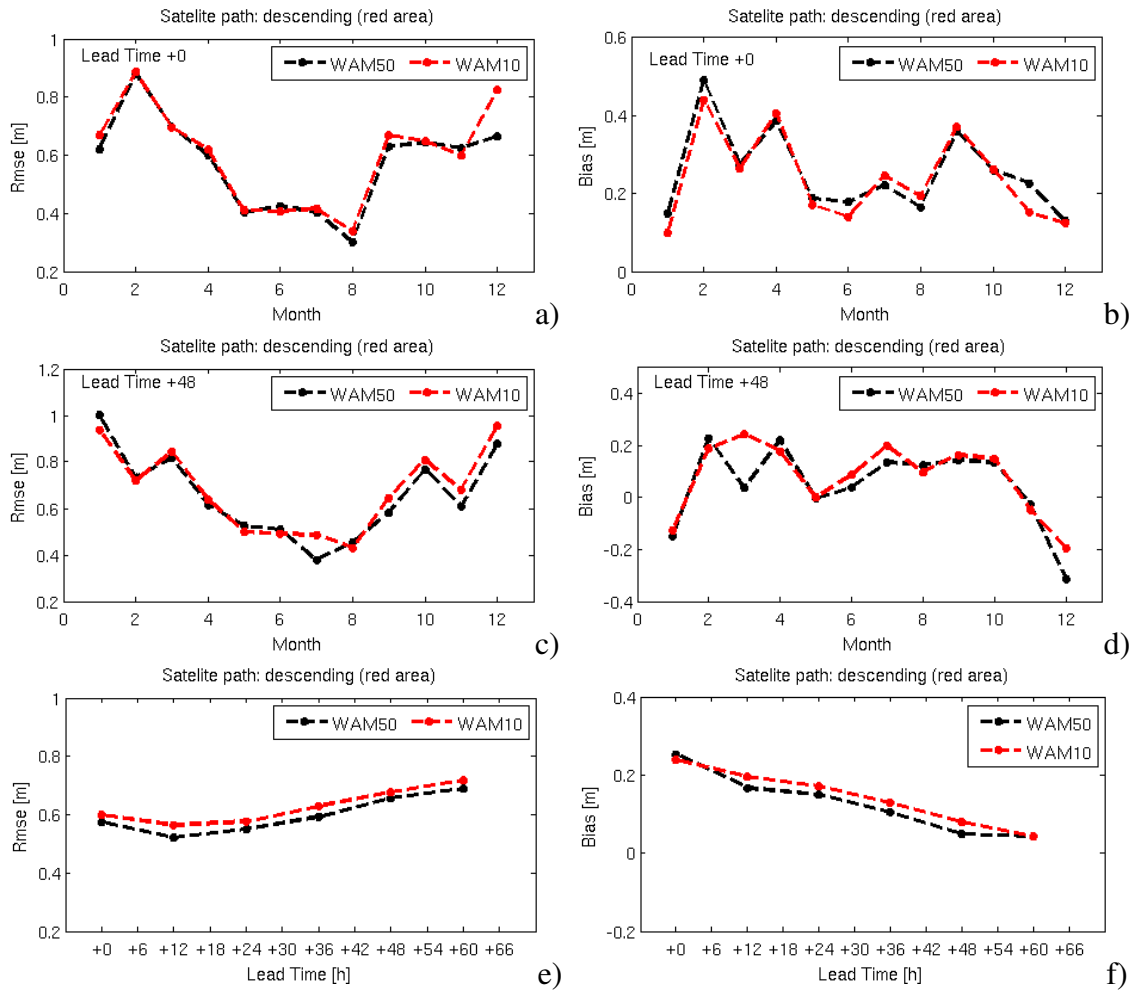 Satelite path: descending (red area)
Lead Time +0
WAM50 WAM10
Rmse [m]
1
0.8
0.6
0.4
0.2
0 2 4 6 8 10 12
Month
a)
Satelite path: descending (red area)
Lead Time +0
WAM50 WAM10
Bias [m]
0.6
0.4
0.2
0
0 2 4 6 8 10 12
Month
b)
Satelite path: descending (red area)
Lead Time +48
WAM50 WAM10
Rmse [m]
1.2
1
0.8
0.6
0.4
0.2
0 2 4 6 8 10 12
Month
c)
Satelite path: descending (red area)
Lead Time +48
WAM50 WAM10
Bias [m]
0.4
0.2
0
-0.2
-0.4
0 2 4 6 8 10 12
Month
d)
Satelite path: descending (red area)
WAM50 WAM10
Rmse [m]
1
0.8
0.6
0.4
0.2
+0 +6 +12 +18 +24 +30 +36 +42 +48 +54 +60 +66
Lead Time [h]
e)
Satelite path: descending (red area)
WAM50
WAM10
Bias [m]
0.4
0.2
0
-0.2
+0 +6 +12 +18 +24 +30 +36 +42 +48 +54 +60 +66
Lead Time [h]
f)